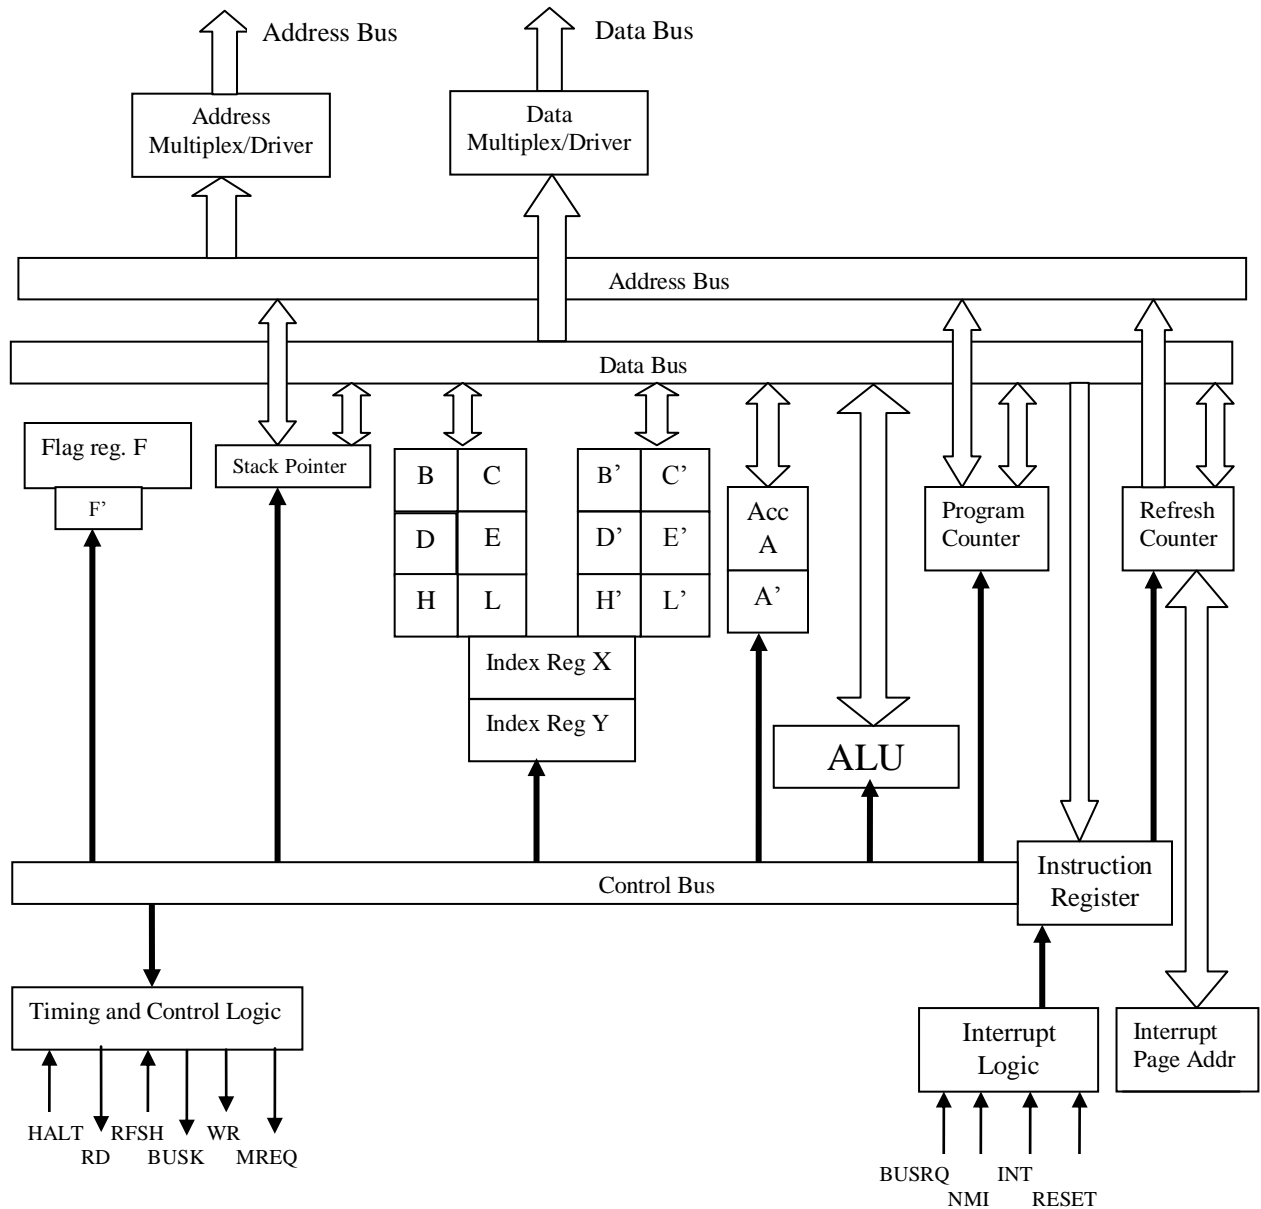 Address Bus
Data Bus
Address
Multiplex/Driver
Data
Multiplex/Driver
Address Bus
Data Bus
Flag reg. F
F’
Stack Pointer
B C
D E
H L
B’ C’
D’ E’
H’ L’
Index Reg X
Index Reg Y
Acc
A
A’
ALU
Program
Counter
Refresh
Counter
Control Bus
Instruction
Register
Timing and Control Logic
HALT
RD
RFSH
BUSK
WR
MREQ
Interrupt
Logic
Interrupt
Page Addr
BUSRQ
NMI
INT
RESET